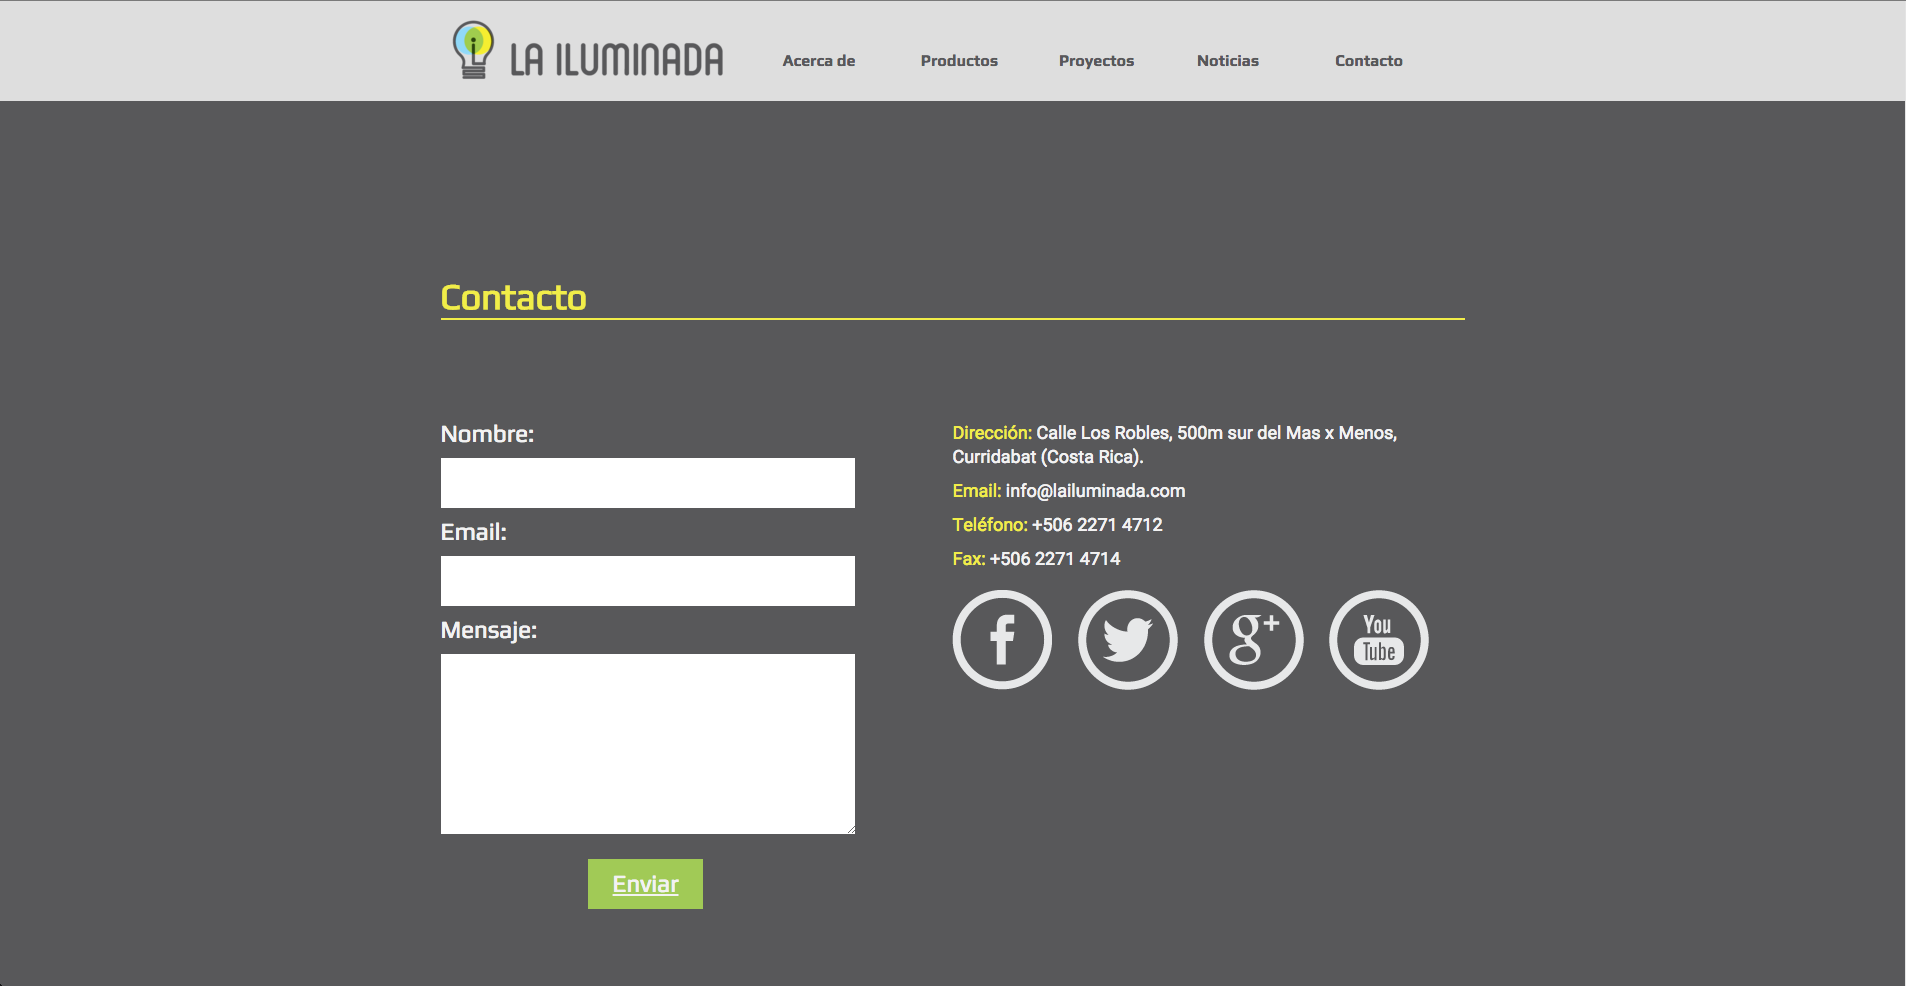 LA ILUMINADA
Acerca de
Productos
Proyectos
Noticias
Contacto
Contacto
Nombre:
Email:
Mensaje:
Enviar
Dirección: Calle Los Robles, 500m sur del Mas x Menos,
Curridabat (Costa Rica).
Email: info@lailuminada.com
Teléfono: +506 2271 4712
Fax: +506 2271 4714
f
g+
You
Tube